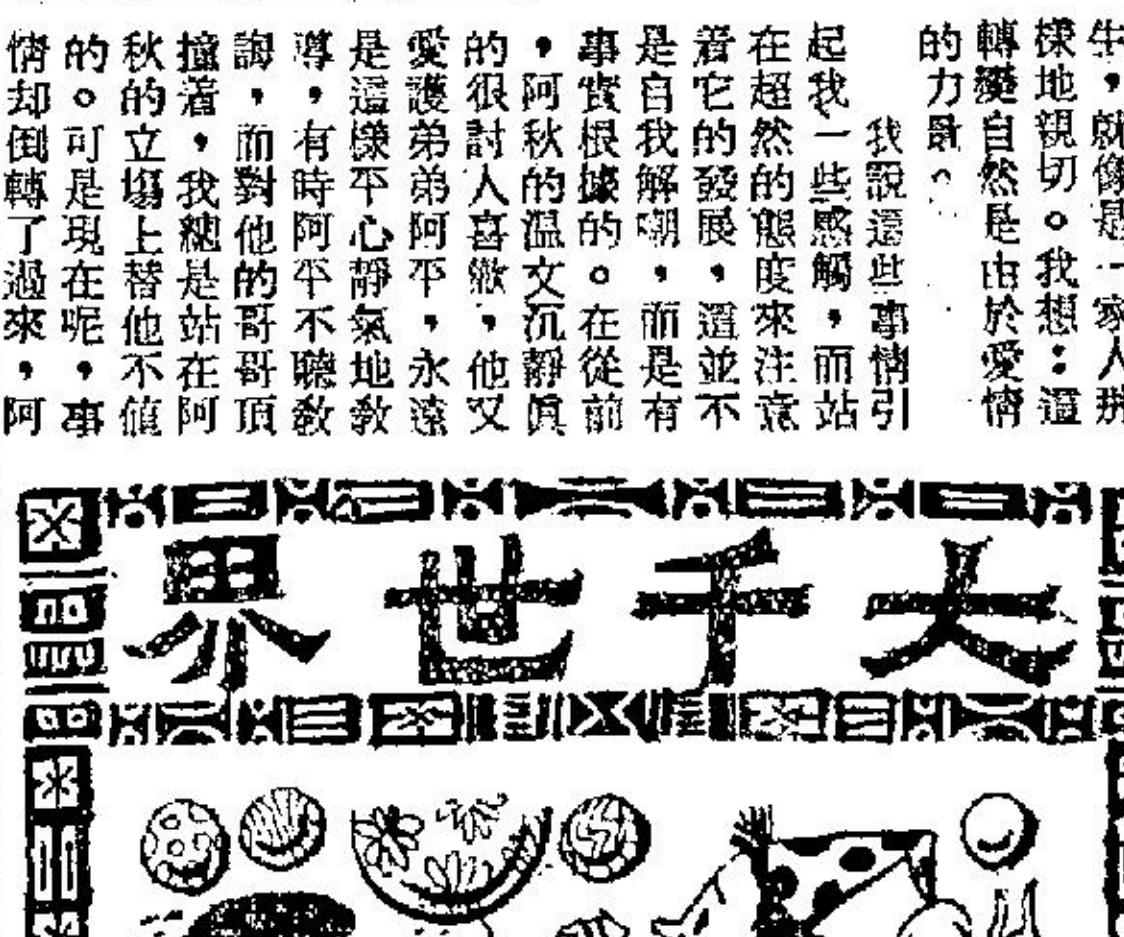 生，就像是一家人那
樣地親切。我想：這
轉變自然是由於愛情
的力量。
我說這些事情引
起我一些感觸，而站
在超然的態度來注意
着它的發展，這並不
是自我解嘲，而是有
事實根據的。在從前
，阿秋的溫文沉靜眞
的很討人喜歡，他又
愛護弟弟阿平，永遠
是這樣平心靜氣地教
導，有時阿平不聽教
誨，而對他的哥哥頂
撞着，我總是站在阿
秋的立塲上替他不值
的。可是現在呢，事
情却倒轉了過來，阿
大千世界